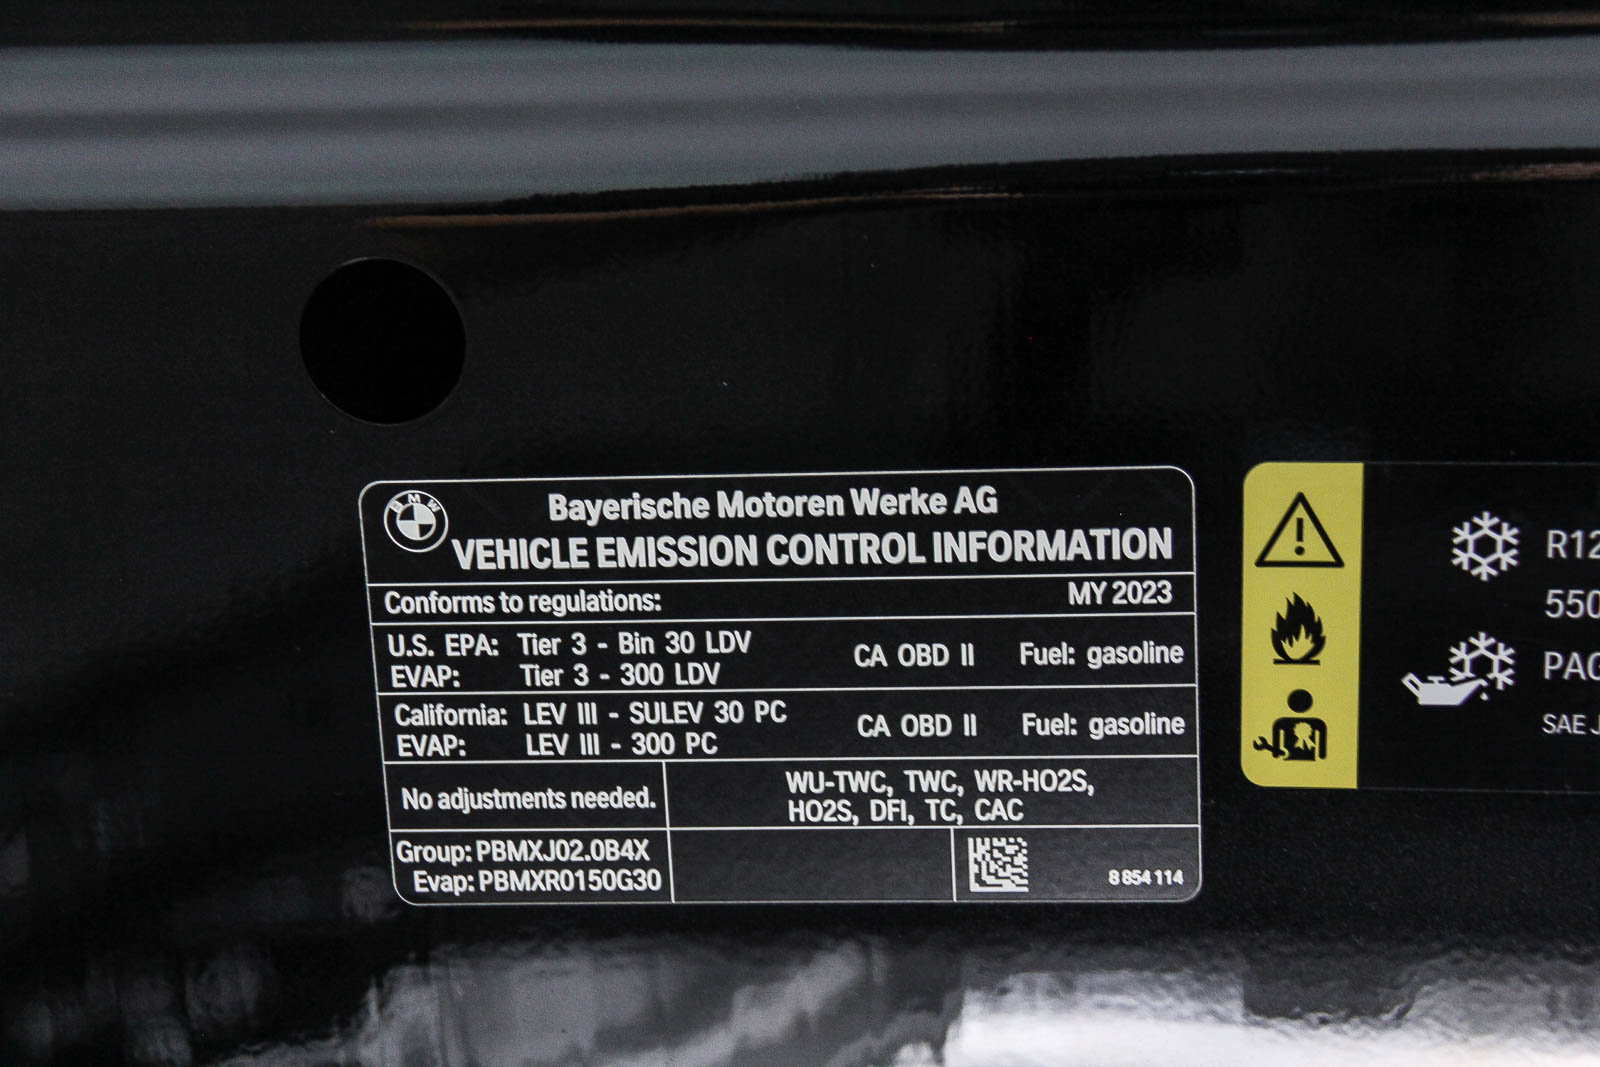 BMW
Bayerische Motoren Werke AG
VEHICLE EMISSION CONTROL INFORMATION
Conforms to regulations: MY 2023
U.S. EPA: Tier 3 - Bin 30 LDV
EVAP: Tier 3 - 300 LDV
CA OBD II Fuel: gasoline
California: LEV III - SULEV 30 PC
EVAP: LEV III - 300 PC
CA OBD II Fuel: gasoline
No adjustments needed.
WU-TWC, TWC, WR-HO2S,
HO2S, DFI, TC, CAC
Group: PBMXJ02.0B4X
Evap: PBMXR0150G30
8 854 114
R12
550
PAG
SAE J